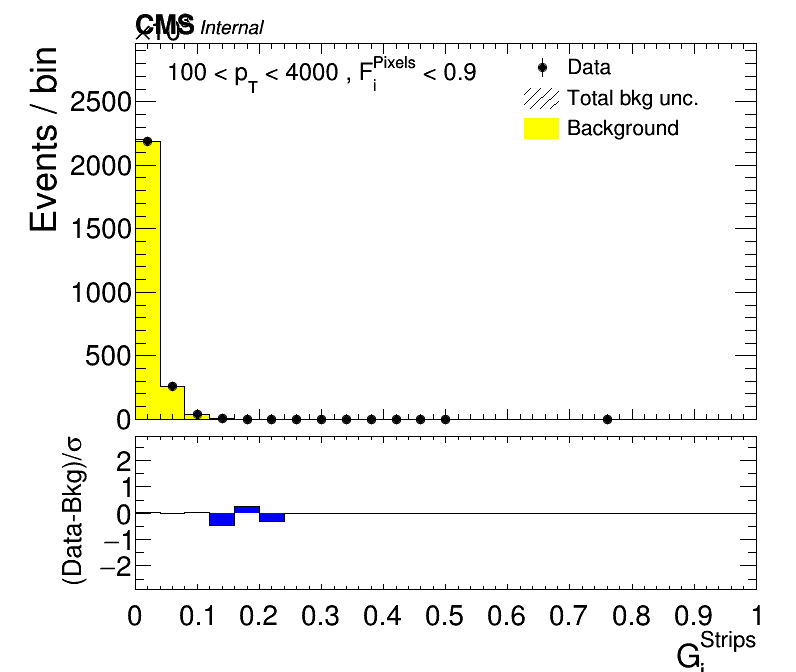 CMS Internal
×10³
100 < p_T < 4000 , F_i^Pixels < 0.9
Data
Total bkg unc.
Background
Events / bin
2500
2000
1500
1000
500
0
(Data-Bkg)/σ
2
1
0
−1
−2
0 0.1 0.2 0.3 0.4 0.5 0.6 0.7 0.8 0.9 1
G_i^Strips